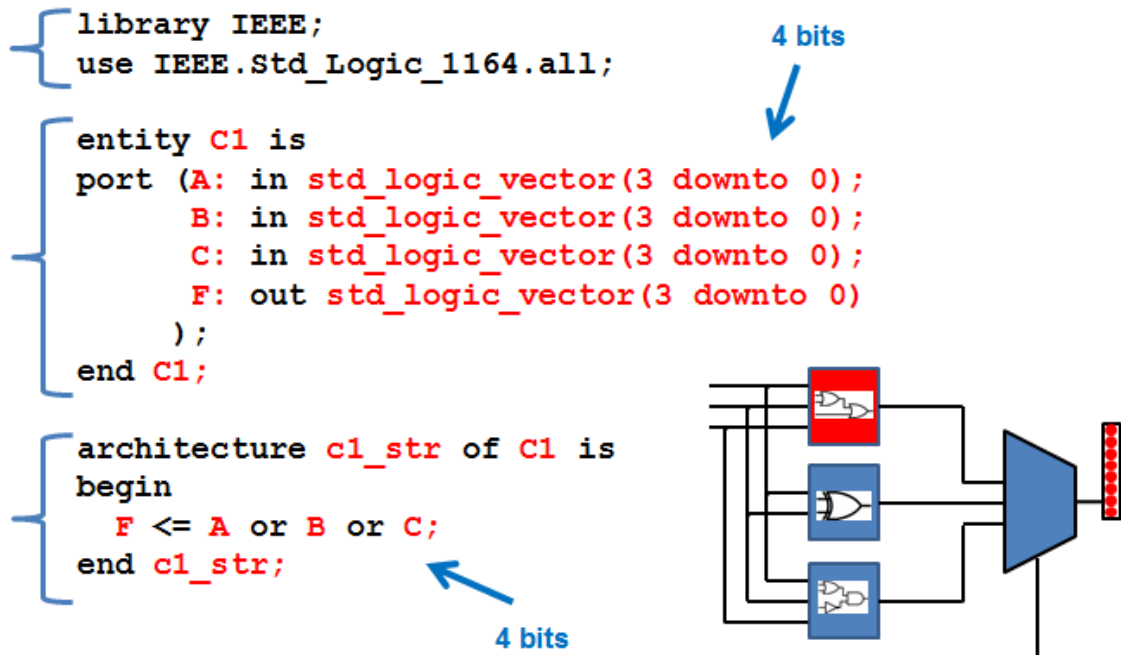 library IEEE;
use IEEE.Std_Logic_1164.all;
4 bits
entity C1 is
port (A: in std_logic_vector(3 downto 0);
B: in std_logic_vector(3 downto 0);
C: in std_logic_vector(3 downto 0);
F: out std_logic_vector(3 downto 0)
);
end C1;
architecture c1_str of C1 is
begin
F <= A or B or C;
end c1_str;
4 bits